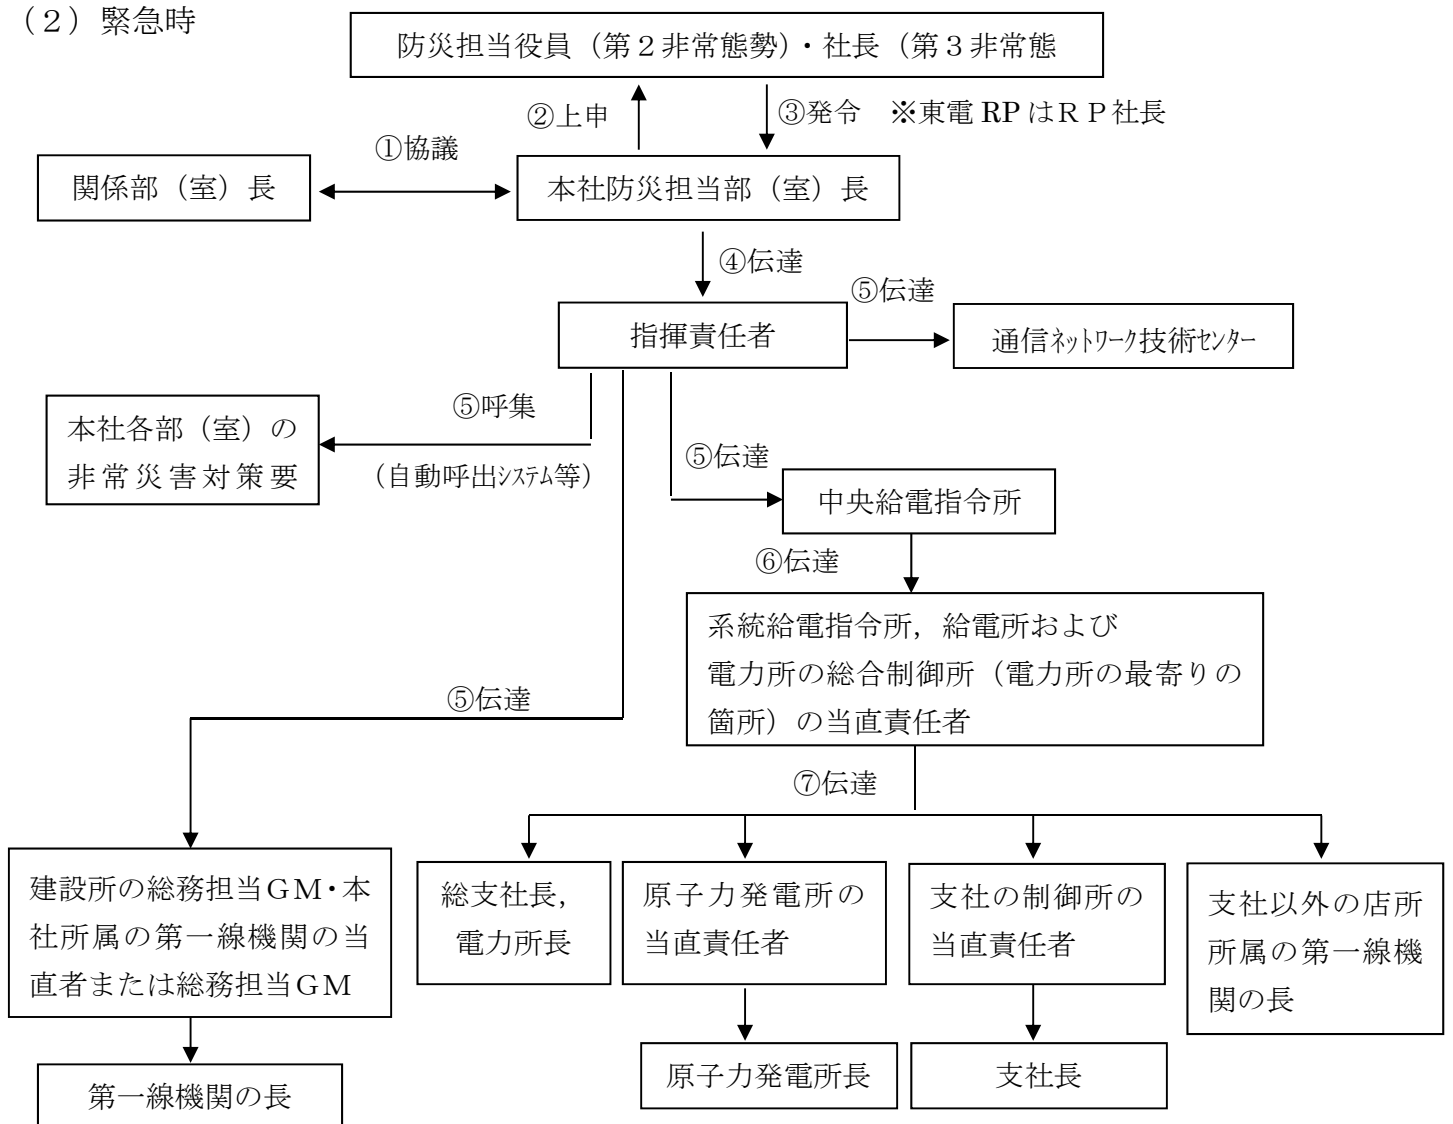 （２）緊急時
防災担当役員（第２非常態勢）・社長（第３非常態
②上申
③発令　※東電 RP はＲＰ社長
①協議
関係部（室）長
本社防災担当部（室）長
④伝達
⑤伝達
指揮責任者
通信ﾈｯﾄﾜｰｸ技術ｾﾝﾀｰ
⑤呼集
本社各部（室）の
非常災害対策要
（自動呼出ｼｽﾃﾑ等）
⑤伝達
中央給電指令所
⑥伝達
系統給電指令所，給電所および
電力所の総合制御所（電力所の最寄りの
箇所）の当直責任者
⑤伝達
⑦伝達
建設所の総務担当ＧＭ・本
社所属の第一線機関の当
直者または総務担当ＧＭ
総支社長，
電力所長
原子力発電所の
当直責任者
支社の制御所の
当直責任者
支社以外の店所
所属の第一線機
関の長
第一線機関の長
原子力発電所長
支社長